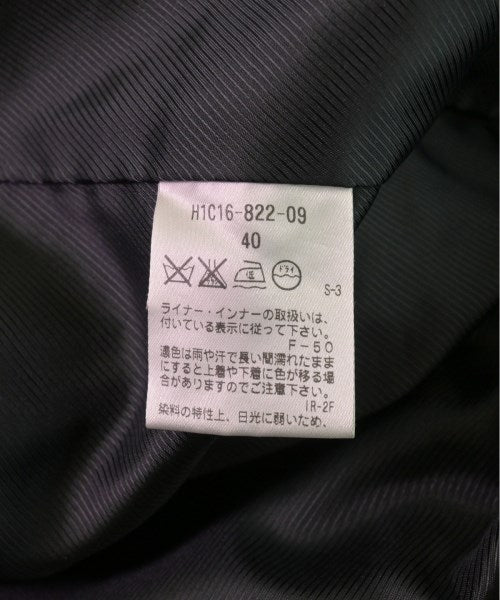 H1C16-822-09
40
ドライ
S-3
ライナー・インナーの取扱いは、
付いている表示に従って下さい。
F-50
濃色は雨や汗で長い間濡れたまま
にすると上着や下着に色が移る場
合がありますのでご注意下さい。
IR-2F
染料の特性上、日光に弱いため、